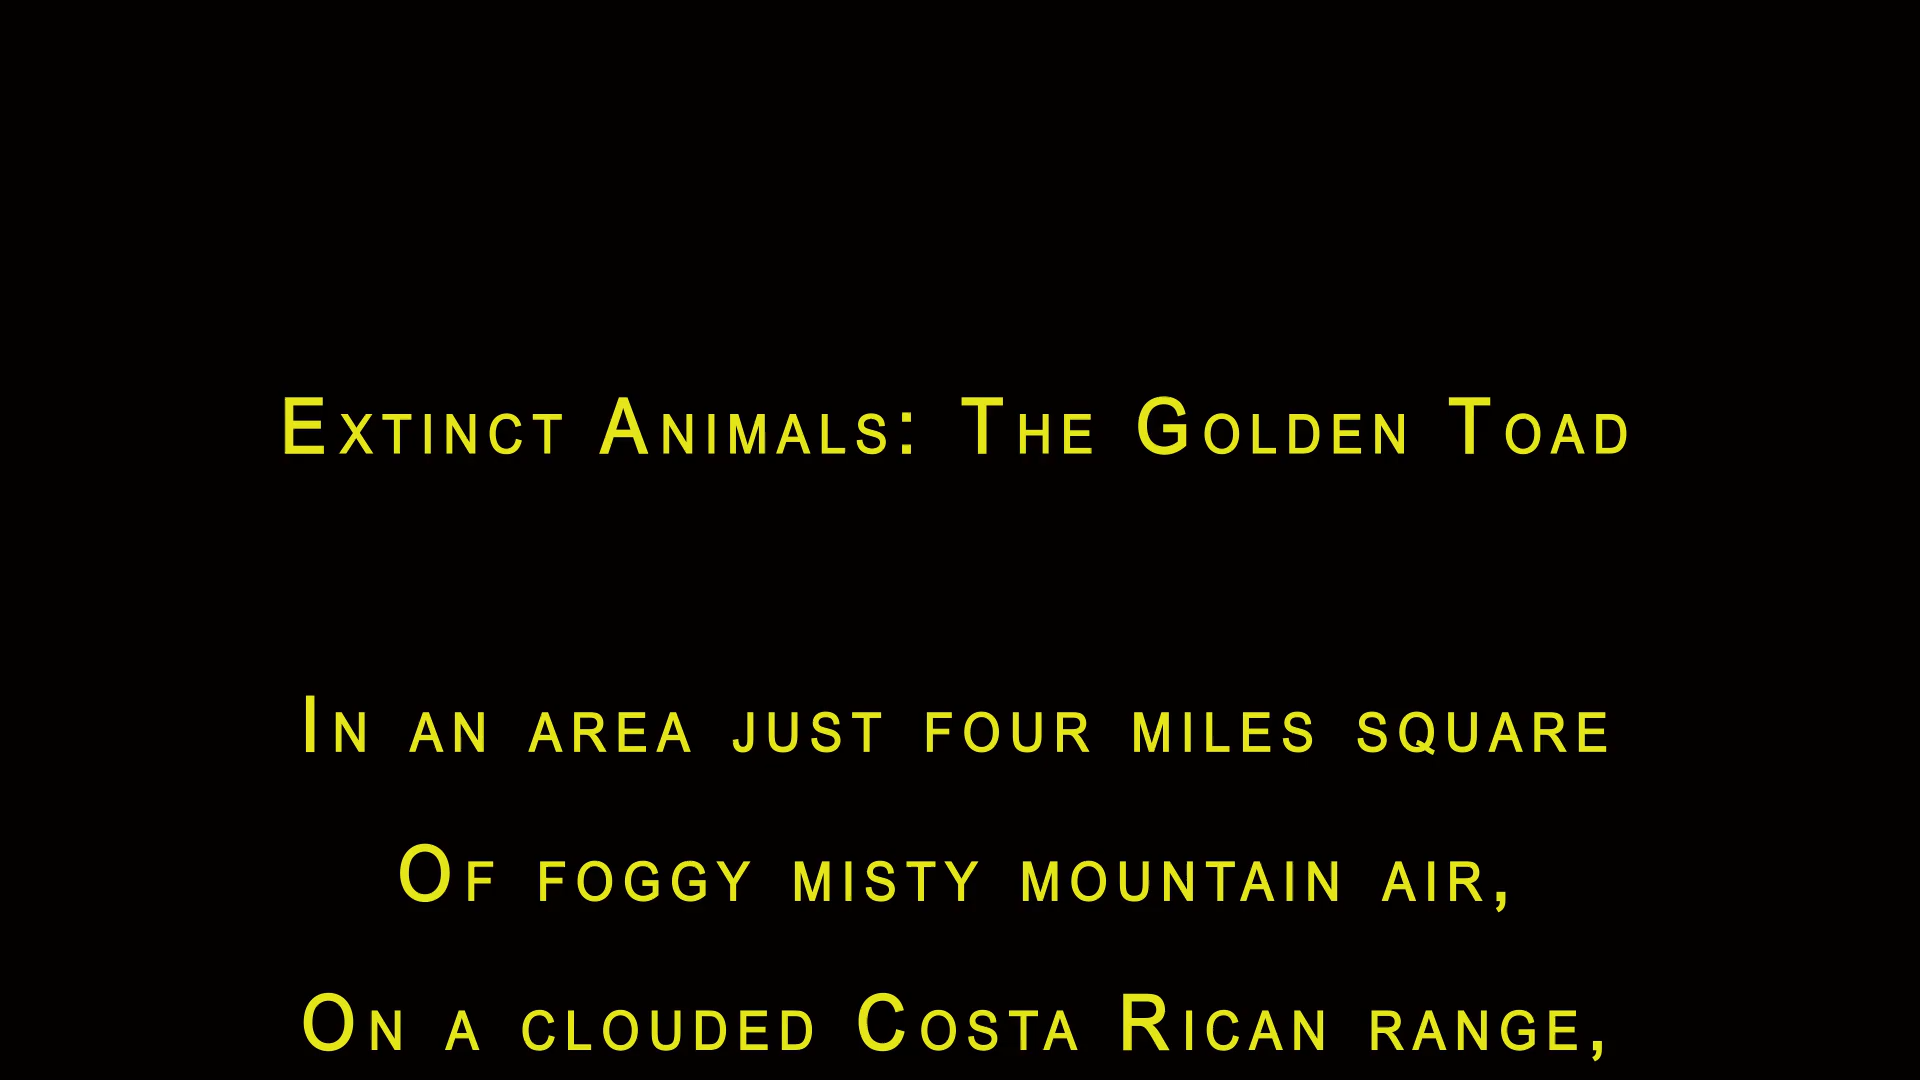 Extinct Animals: The Golden Toad
In an area just four miles square
Of foggy misty mountain air,
On a clouded Costa Rican range,